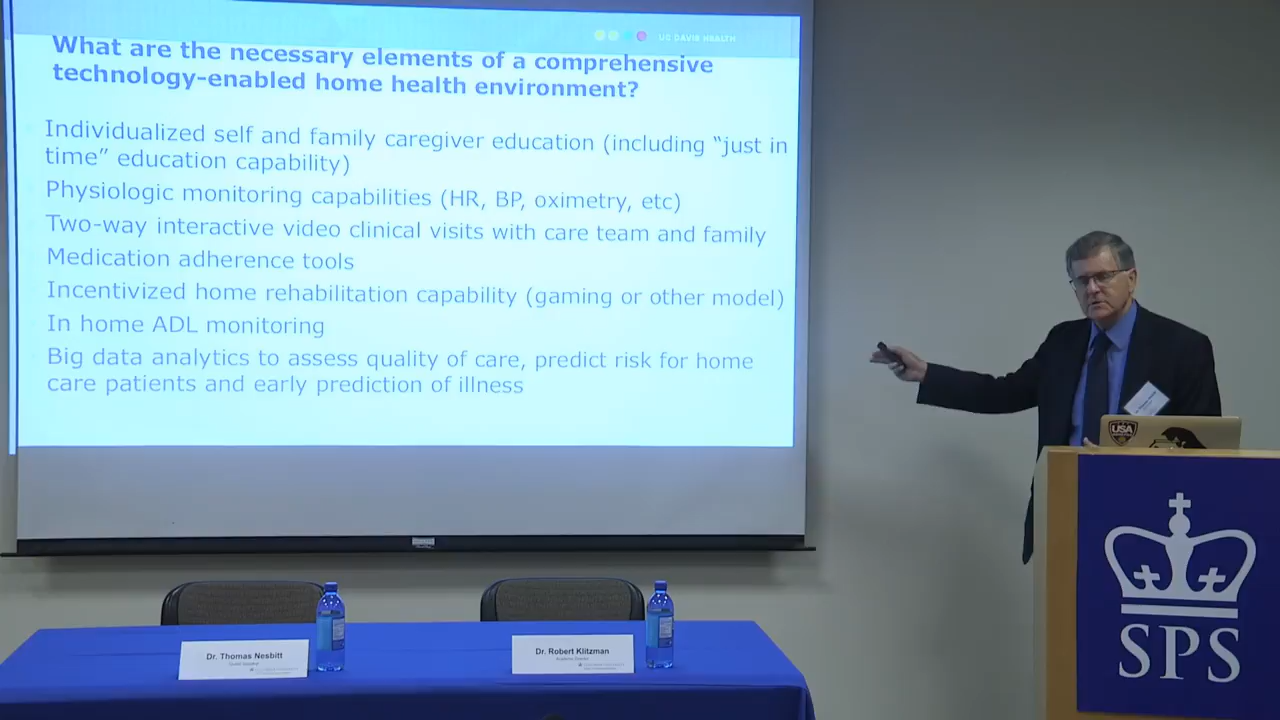 UC DAVIS HEALTH
What are the necessary elements of a comprehensive
technology-enabled home health environment?
Individualized self and family caregiver education (including “just in
time” education capability)
Physiologic monitoring capabilities (HR, BP, oximetry, etc)
Two-way interactive video clinical visits with care team and family
Medication adherence tools
Incentivized home rehabilitation capability (gaming or other model)
In home ADL monitoring
Big data analytics to assess quality of care, predict risk for home
care patients and early prediction of illness
USA
SPS
Dr. Thomas Nesbitt
Dr. Robert Klitzman